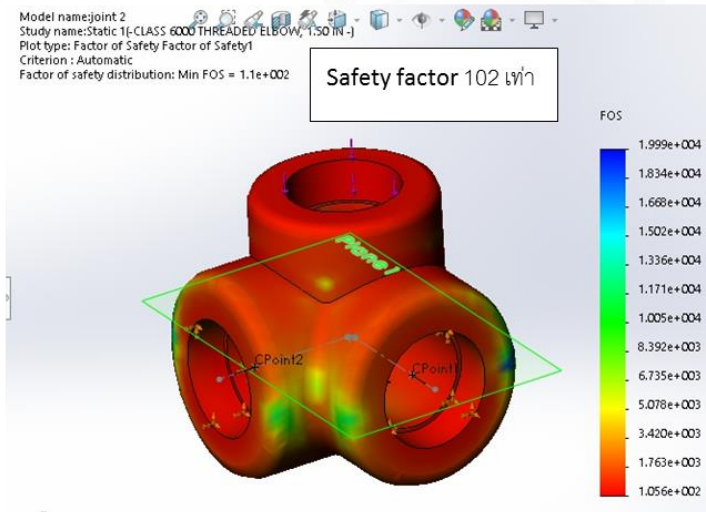 Model name:joint 2
Study name:Static 1(-CLASS 6000 THREADED ELBOW, 1.50 IN -)
Plot type: Factor of Safety Factor of Safety1
Criterion : Automatic
Factor of safety distribution: Min FOS = 1.1e+002
Safety factor 102 เท่า
FOS
1.999e+004
1.834e+004
1.668e+004
1.502e+004
1.336e+004
1.171e+004
1.005e+004
8.392e+003
6.735e+003
5.078e+003
3.420e+003
1.763e+003
1.056e+002
Plane1
CPoint2
CPoint1